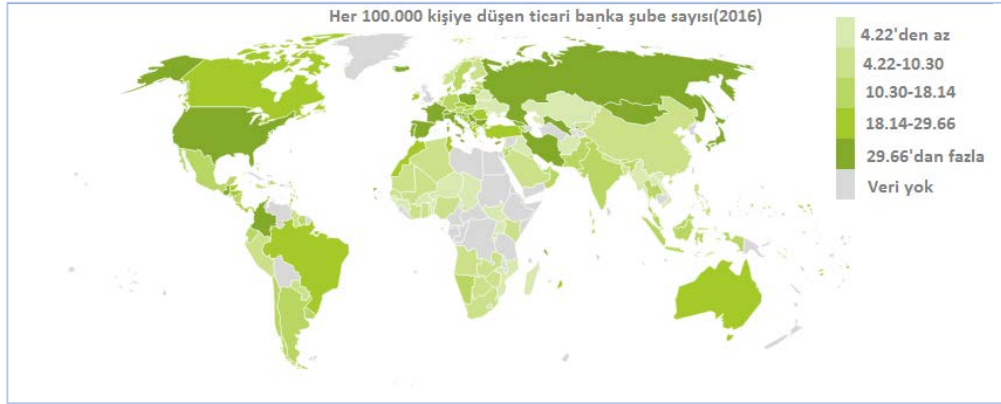 Her 100.000 kişiye düşen ticari banka şube sayısı(2016)
4.22'den az
4.22-10.30
10.30-18.14
18.14-29.66
29.66'dan fazla
Veri yok